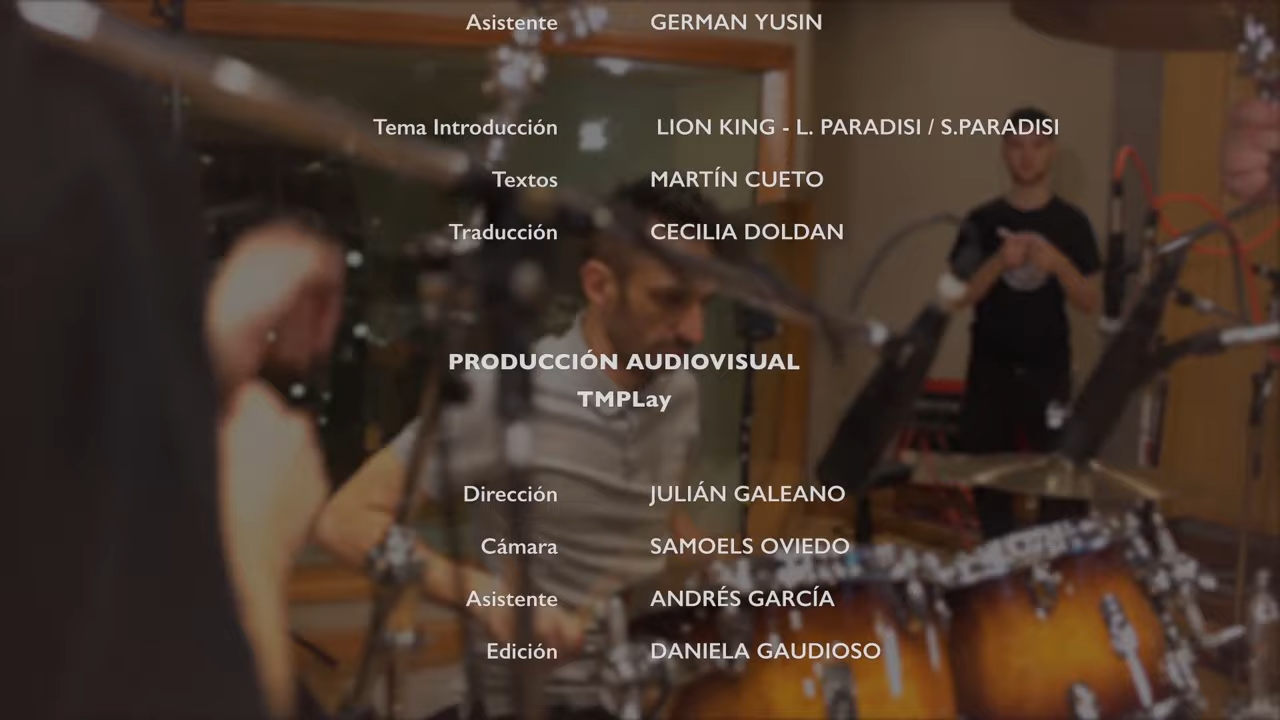 Asistente GERMAN YUSIN
Tema Introducción LION KING - L. PARADISI / S.PARADISI
Textos MARTÍN CUETO
Traducción CECILIA DOLDAN
PRODUCCIÓN AUDIOVISUAL
TMPLay
Dirección JULIÁN GALEANO
Cámara SAMOELS OVIEDO
Asistente ANDRÉS GARCÍA
Edición DANIELA GAUDIOSO